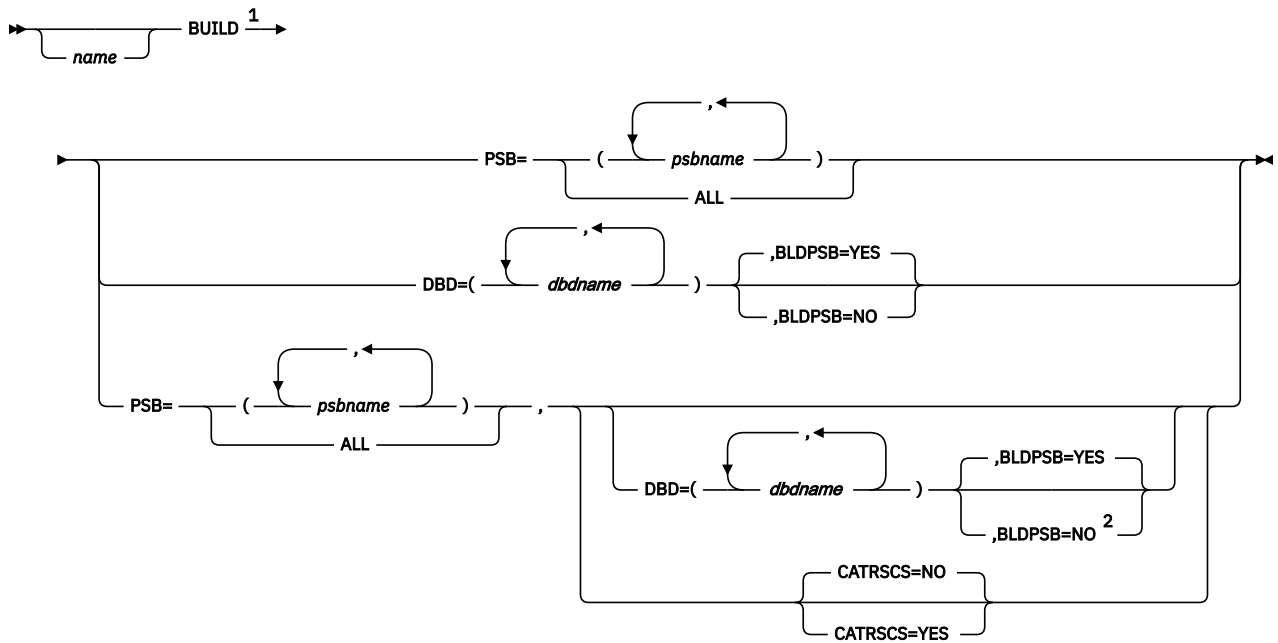 BUILD 1
name
,
PSB= ( psbname )
ALL
,
,BLDPSB=YES
DBD=( dbdname )
,BLDPSB=NO
,
PSB= ( psbname ) ,
ALL
,
,BLDPSB=YES
DBD=( dbdname )
,BLDPSB=NO 2
CATRSCS=NO
CATRSCS=YES